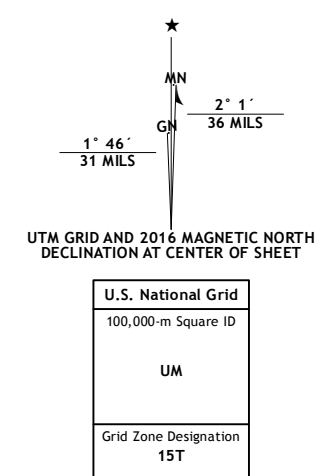 MN
2° 1´
36 MILS
GN
1° 46´
31 MILS
UTM GRID AND 2016 MAGNETIC NORTH
DECLINATION AT CENTER OF SHEET
U.S. National Grid
100,000-m Square ID
UM
Grid Zone Designation
15T